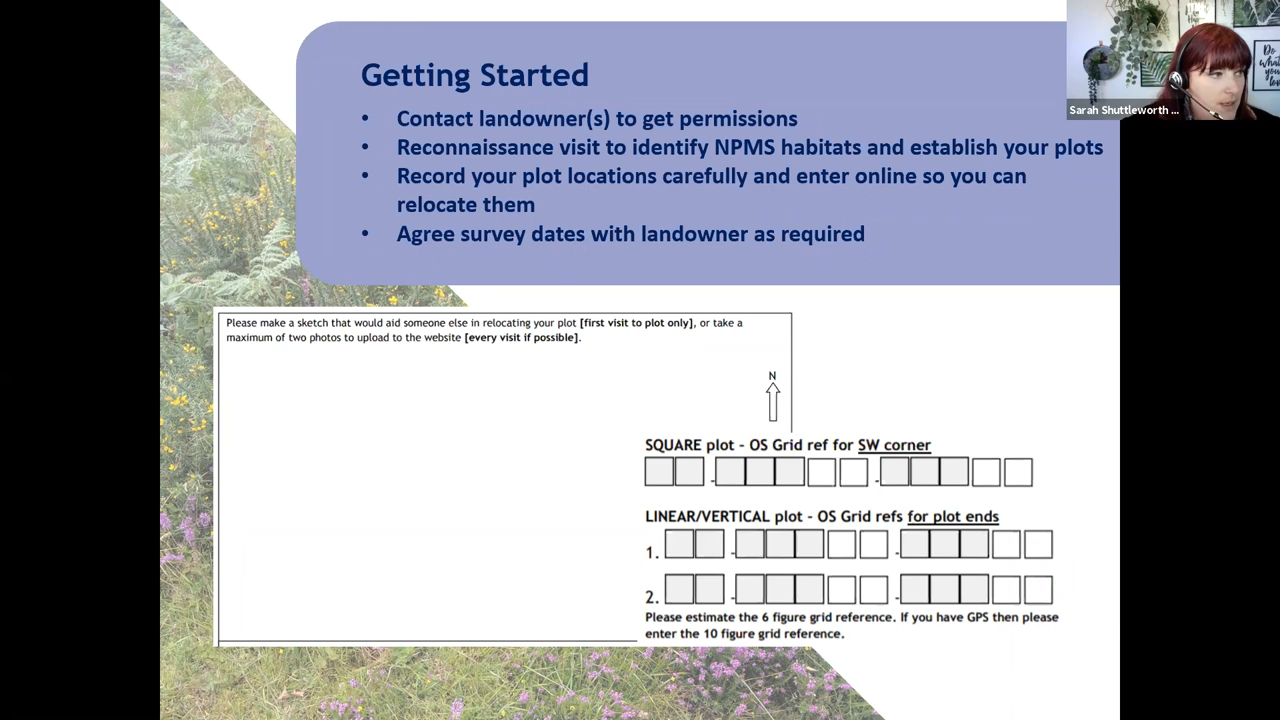 Getting Started
• Contact landowner(s) to get permissions
• Reconnaissance visit to identify NPMS habitats and establish your plots
• Record your plot locations carefully and enter online so you can
relocate them
• Agree survey dates with landowner as required
Sarah Shuttleworth ...
Do
what
you
Please make a sketch that would aid someone else in relocating your plot [first visit to plot only], or take a
maximum of two photos to upload to the website [every visit if possible].
N
SQUARE plot - OS Grid ref for SW corner
LINEAR/VERTICAL plot - OS Grid refs for plot ends
1.
2.
Please estimate the 6 figure grid reference. If you have GPS then please
enter the 10 figure grid reference.